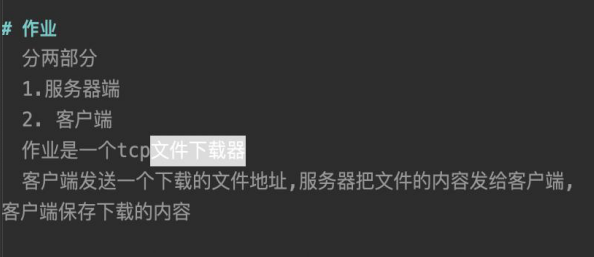 # 作业
分两部分
1.服务器端
2. 客户端
作业是一个tcp文件下载器
客户端发送一个下载的文件地址,服务器把文件的内容发给客户端,
客户端保存下载的内容